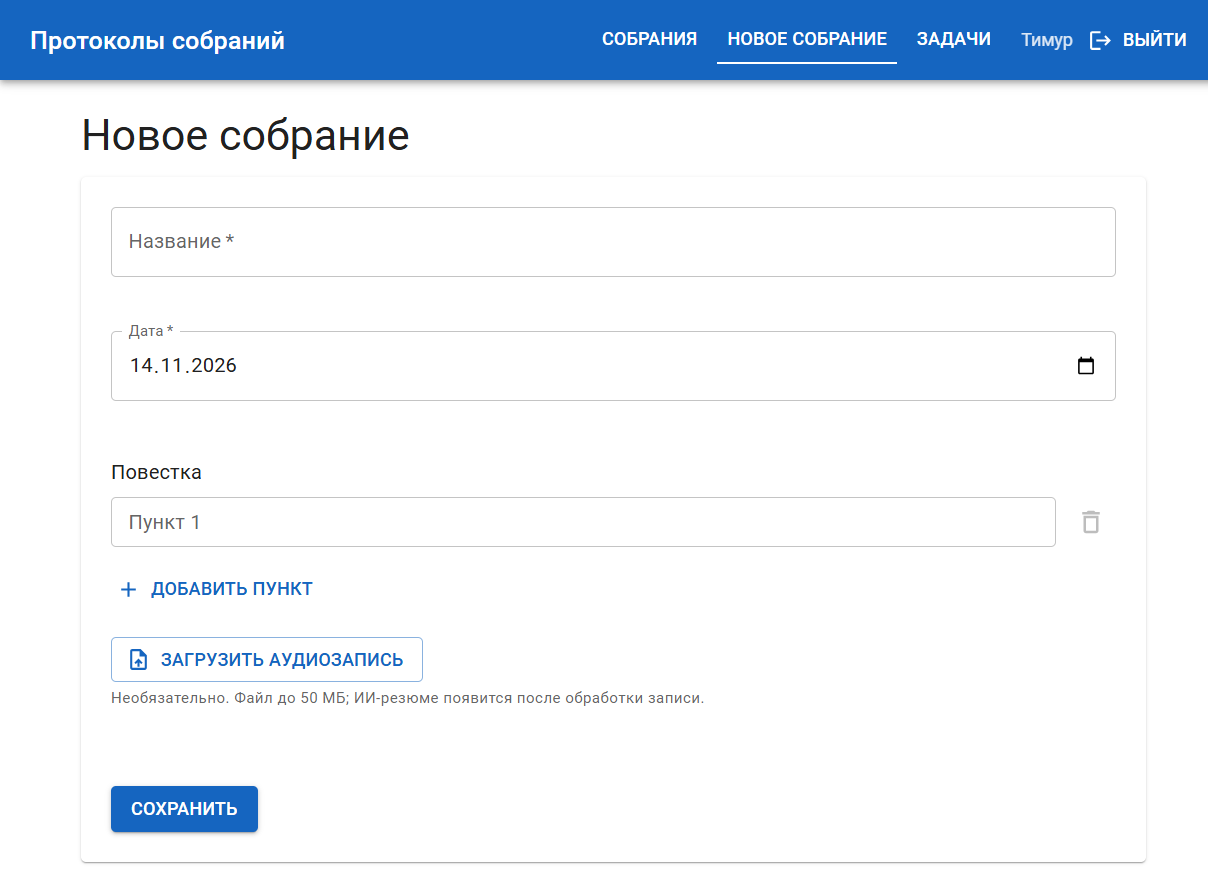 Протоколы собраний
СОБРАНИЯ НОВОЕ СОБРАНИЕ ЗАДАЧИ Тимур ВЫЙТИ
Новое собрание
Название *
Дата *
14.11.2026
Повестка
Пункт 1
ДОБАВИТЬ ПУНКТ
ЗАГРУЗИТЬ АУДИОЗАПИСЬ
Необязательно. Файл до 50 МБ; ИИ-резюме появится после обработки записи.
СОХРАНИТЬ